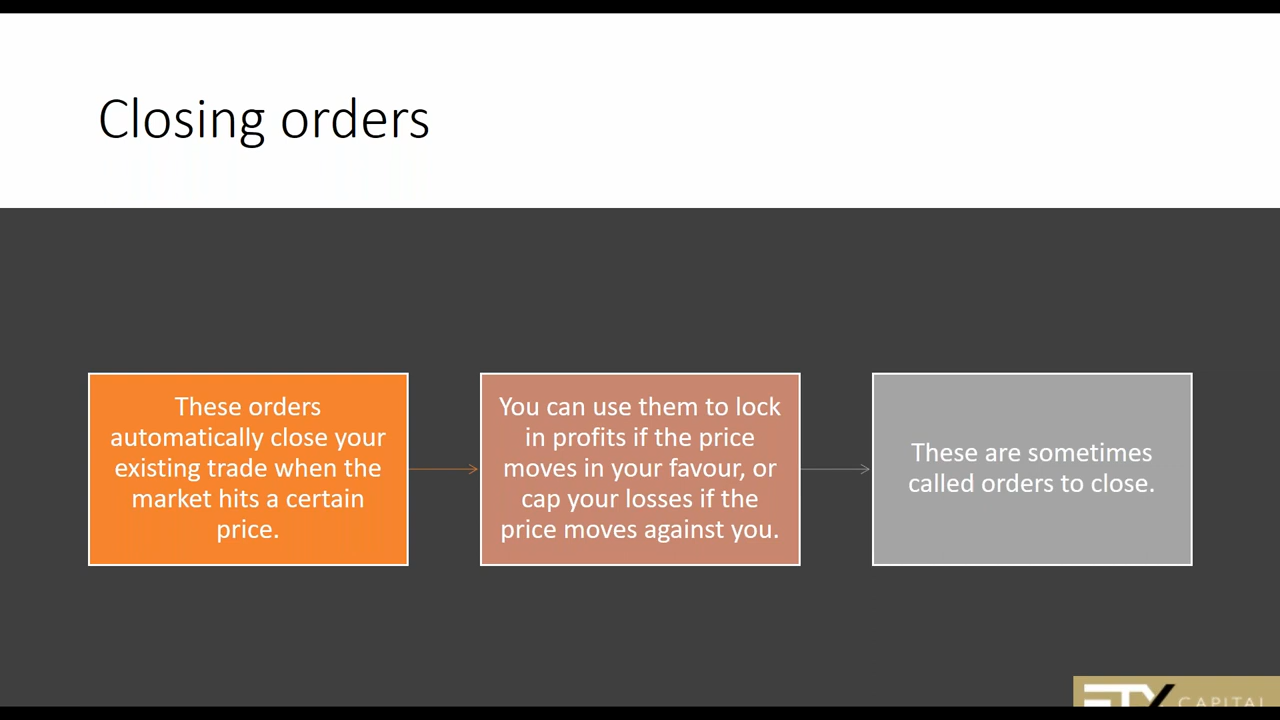 Closing orders
These orders
automatically close your
existing trade when the
market hits a certain
price.
You can use them to lock
in profits if the price
moves in your favour, or
cap your losses if the
price moves against you.
These are sometimes
called orders to close.
ETX CAPITAL